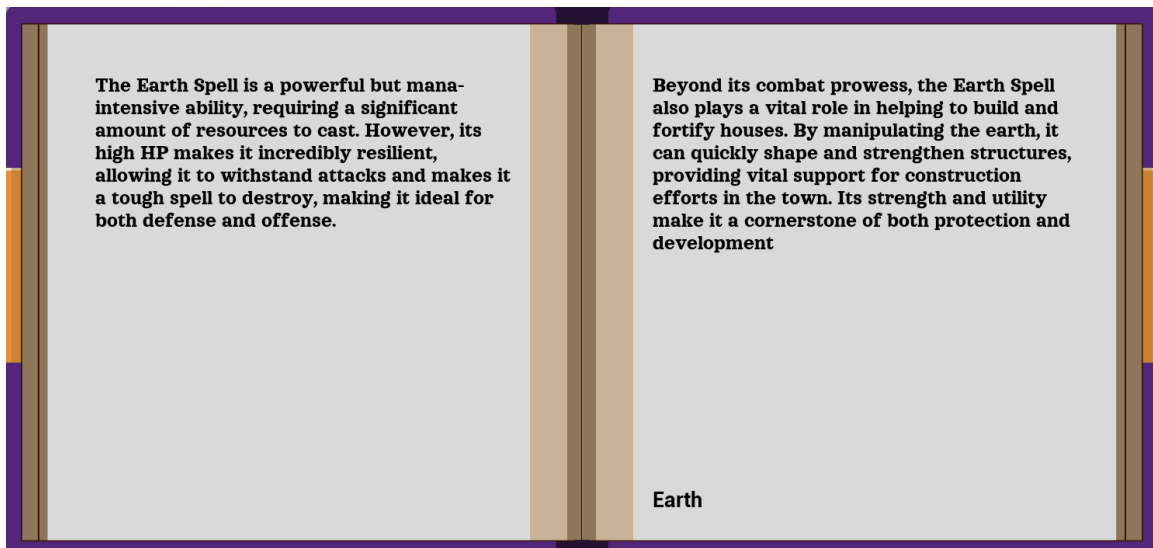 The Earth Spell is a powerful but mana-
intensive ability, requiring a significant
amount of resources to cast. However, its
high HP makes it incredibly resilient,
allowing it to withstand attacks and makes it
a tough spell to destroy, making it ideal for
both defense and offense.
Beyond its combat prowess, the Earth Spell
also plays a vital role in helping to build and
fortify houses. By manipulating the earth, it
can quickly shape and strengthen structures,
providing vital support for construction
efforts in the town. Its strength and utility
make it a cornerstone of both protection and
development
Earth